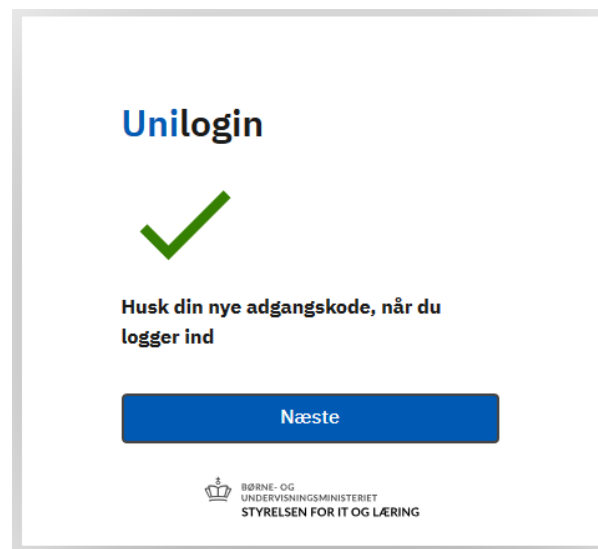 Unilogin
Husk din nye adgangskode, når du
logger ind
Næste
BØRNE- OG
UNDERVISNINGSMINISTERIET
STYRELSEN FOR IT OG LÆRING